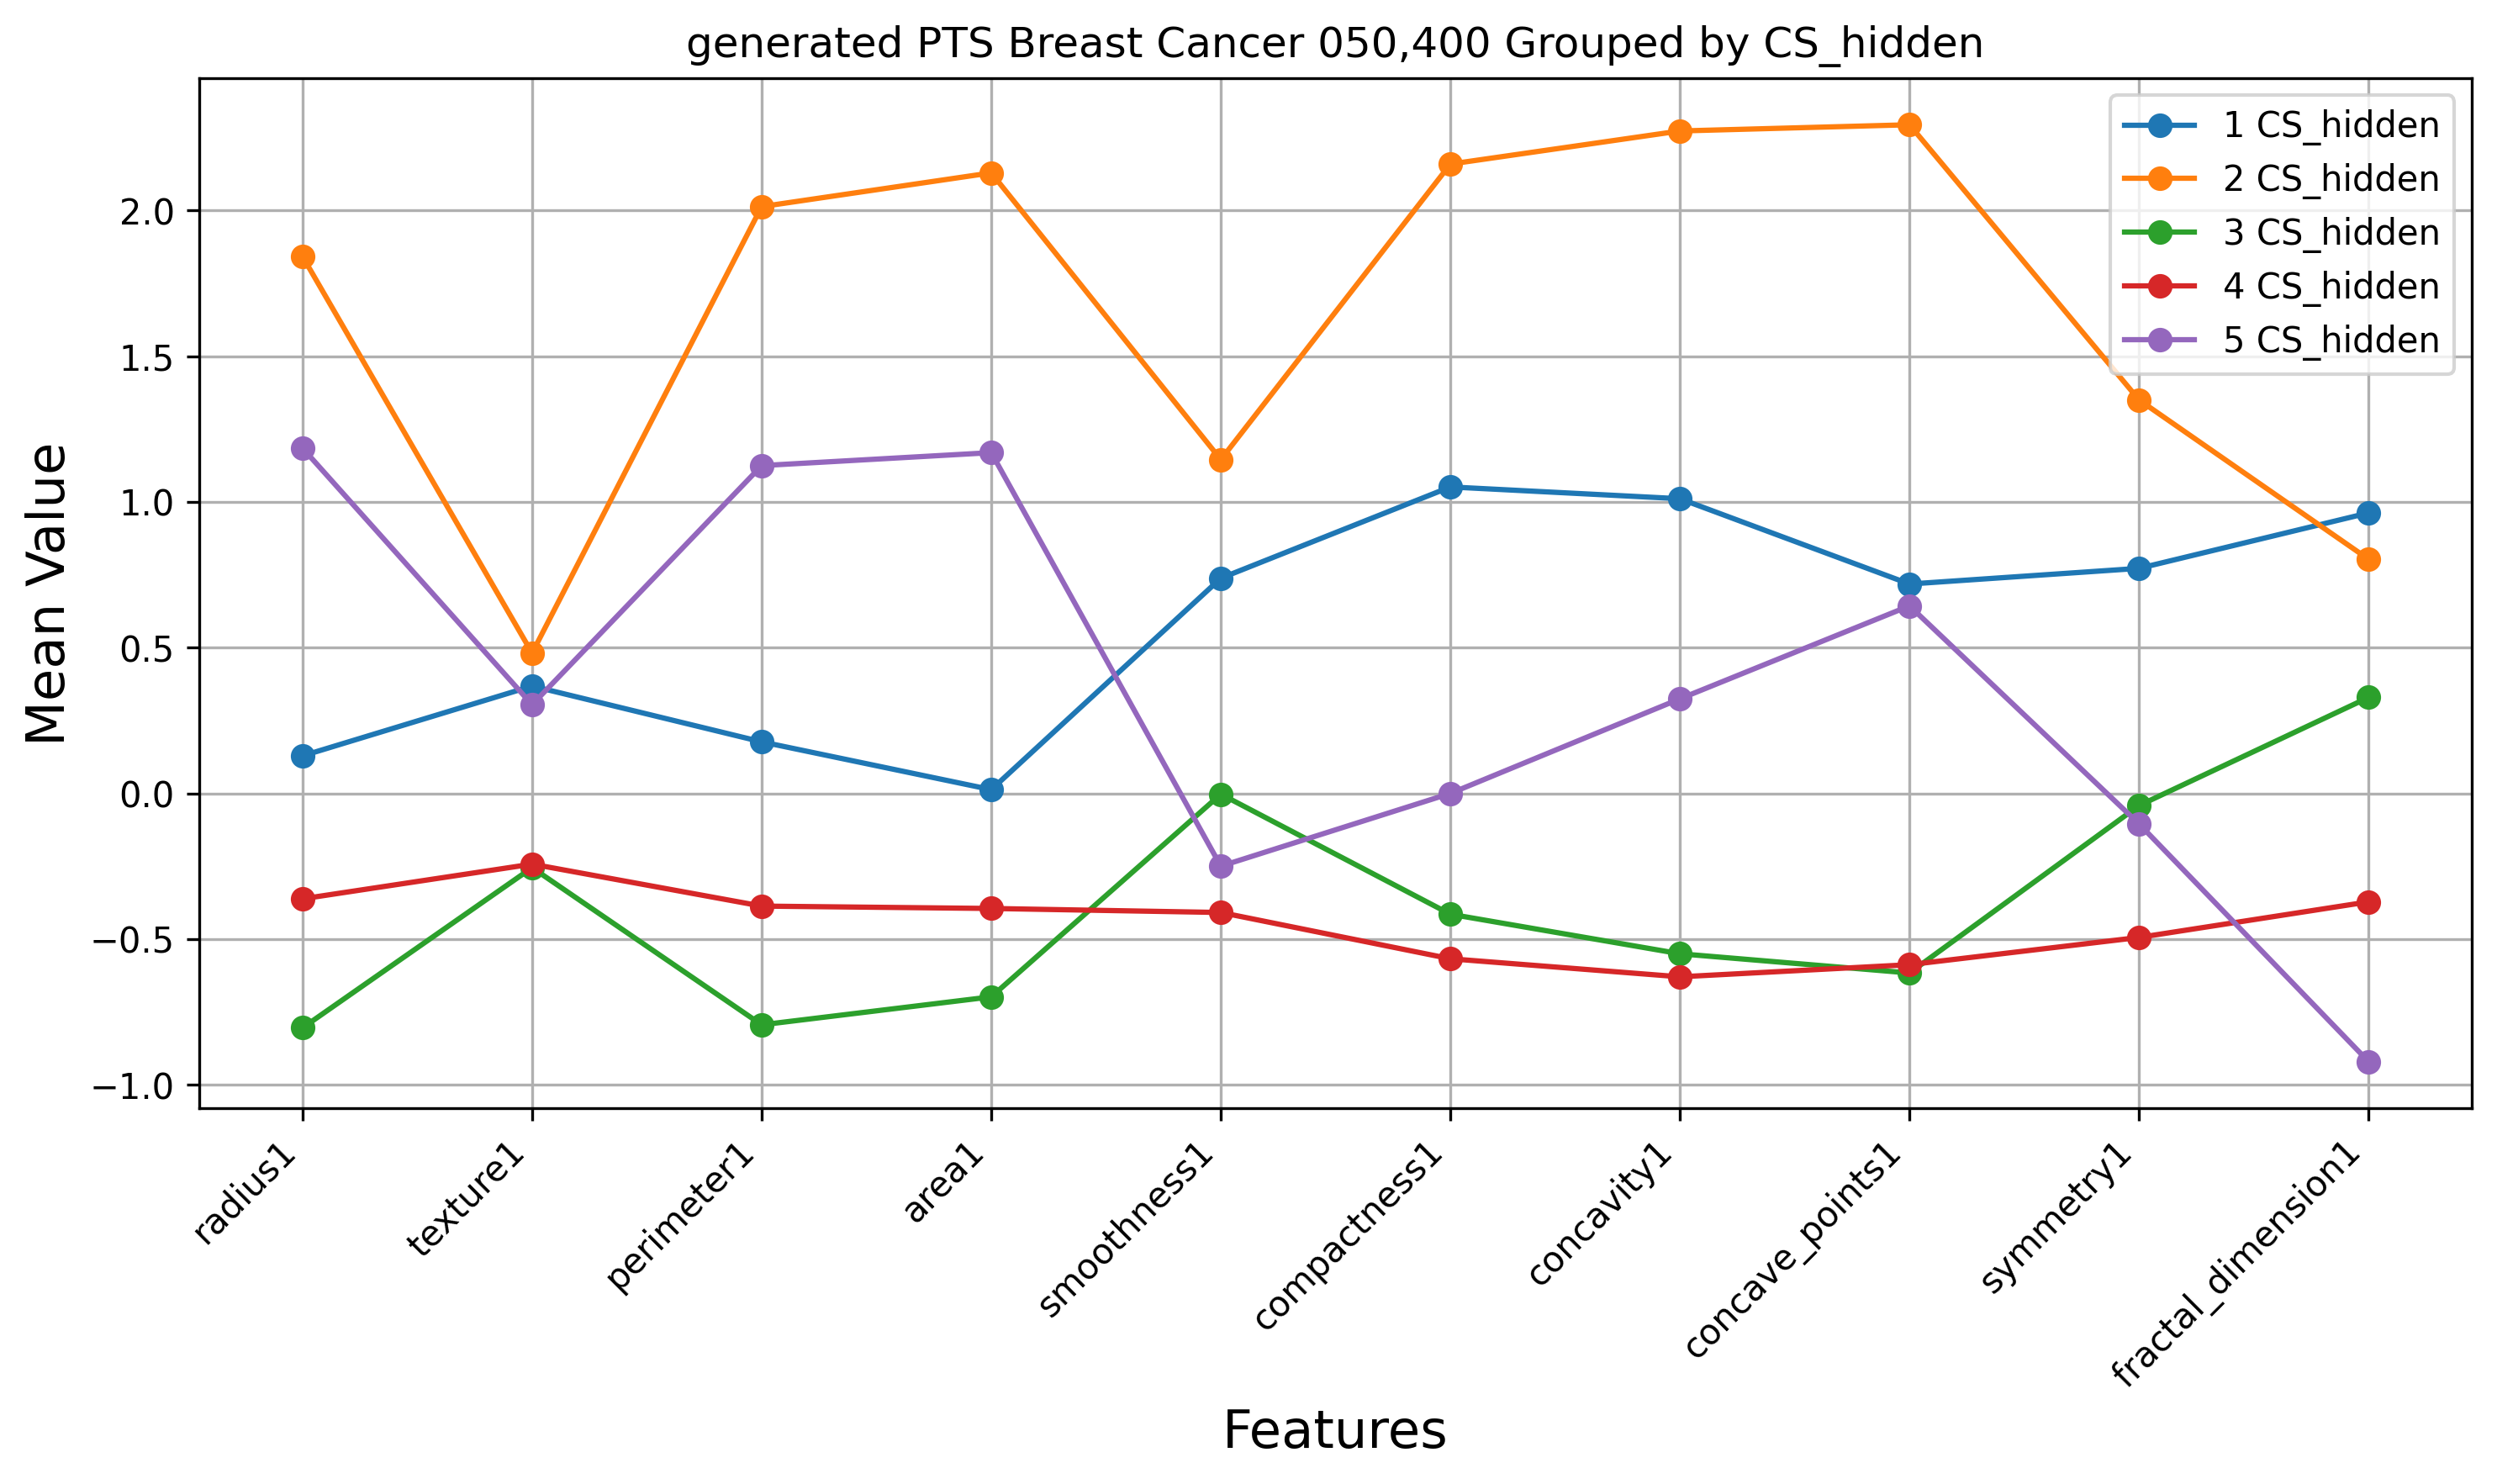 generated PTS Breast Cancer 050,400 Grouped by CS_hidden
1 CS_hidden
2 CS_hidden
3 CS_hidden
4 CS_hidden
5 CS_hidden
Mean Value
2.0
1.5
1.0
0.5
0.0
−0.5
−1.0
radius1
texture1
perimeter1
area1
smoothness1
compactness1
concavity1
concave_points1
symmetry1
fractal_dimension1
Features